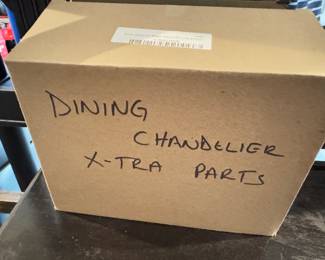 DINING
CHANDELIER
X-TRA PARTS